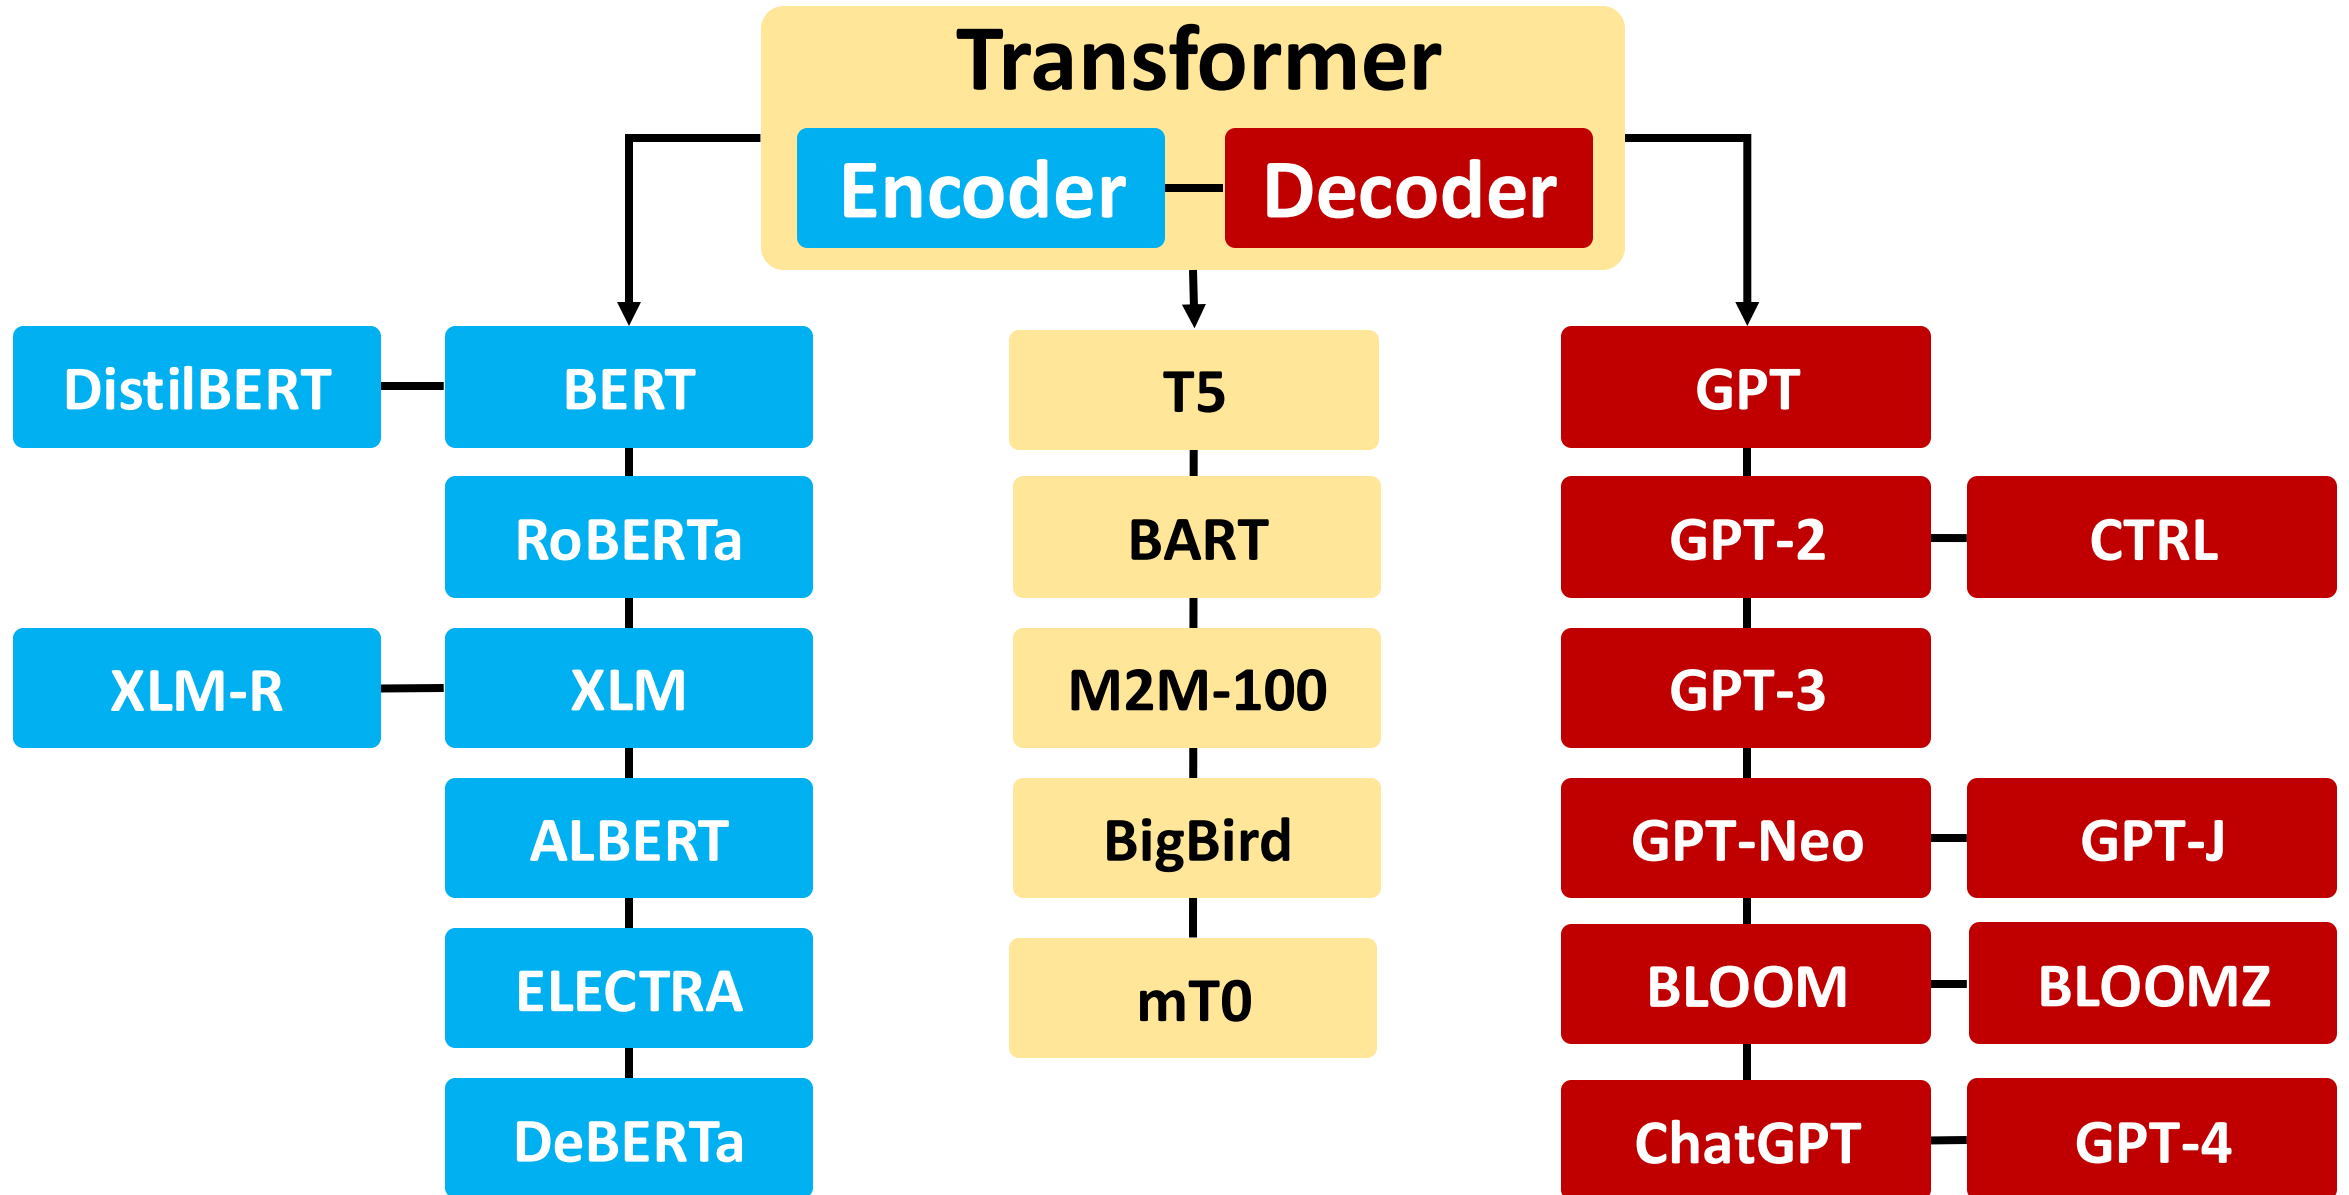 Transformer
Encoder
Decoder
DistilBERT
BERT
T5
GPT
RoBERTa
BART
GPT-2
CTRL
XLM-R
XLM
M2M-100
GPT-3
ALBERT
BigBird
GPT-Neo
GPT-J
ELECTRA
mT0
BLOOM
BLOOMZ
DeBERTa
ChatGPT
GPT-4